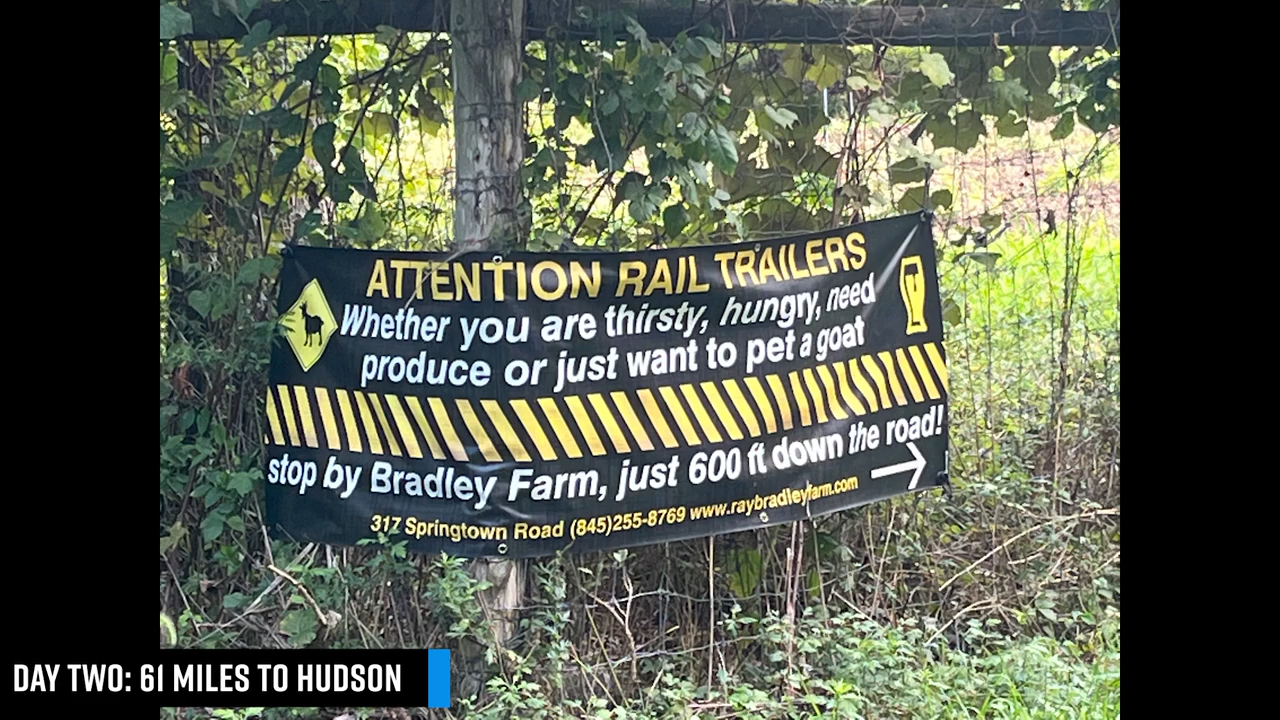 ATTENTION RAIL TRAILERS
Whether you are thirsty, hungry, need
produce or just want to pet a goat
stop by Bradley Farm, just 600 ft down the road!
317 Springtown Road (845)255-8769 www.raybradleyfarm.com
DAY TWO: 61 MILES TO HUDSON